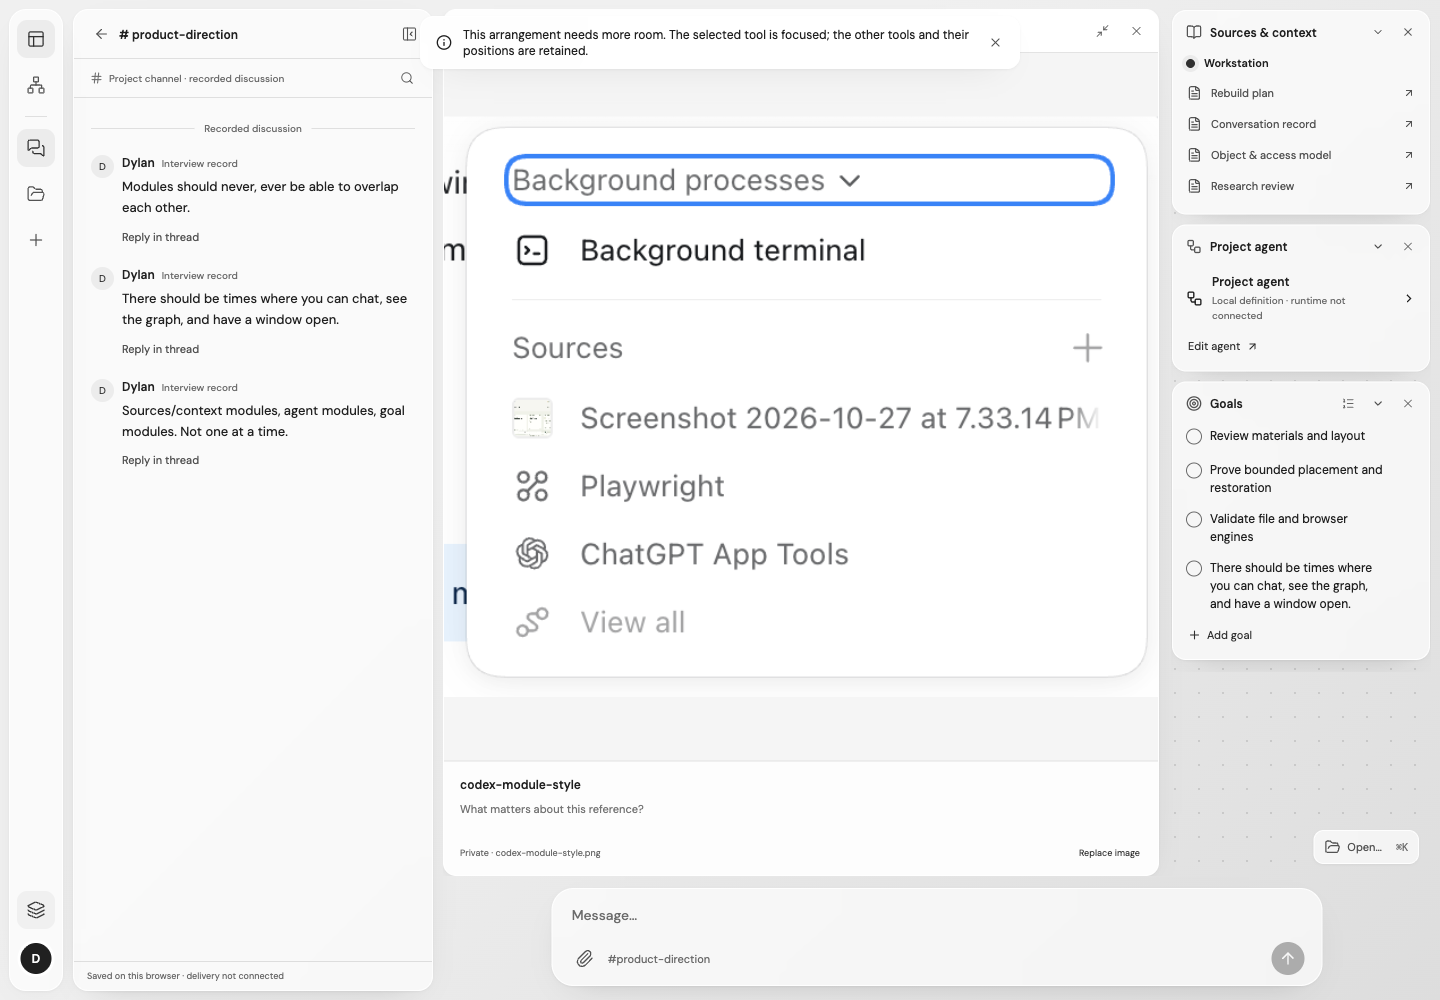 # product-direction
Project channel · recorded discussion
Recorded discussion
D
Dylan Interview record
Modules should never, ever be able to overlap
each other.
Reply in thread
D
Dylan Interview record
There should be times where you can chat, see
the graph, and have a window open.
Reply in thread
D
Dylan Interview record
Sources/context modules, agent modules, goal
modules. Not one at a time.
Reply in thread
Saved on this browser · delivery not connected
D
This arrangement needs more room. The selected tool is focused; the other tools and their
positions are retained.
Background processes
Background terminal
Sources
Screenshot 2026-10-27 at 7.33.14 PM
Playwright
ChatGPT App Tools
View all
codex-module-style
What matters about this reference?
Private · codex-module-style.png
Replace image
Message...
#product-direction
Sources & context
Workstation
Rebuild plan
Conversation record
Object & access model
Research review
Project agent
Project agent
Local definition · runtime not
connected
Edit agent
Goals
Review materials and layout
Prove bounded placement and
restoration
Validate file and browser
engines
There should be times where
you can chat, see the graph,
and have a window open.
Add goal
Open... ⌘K